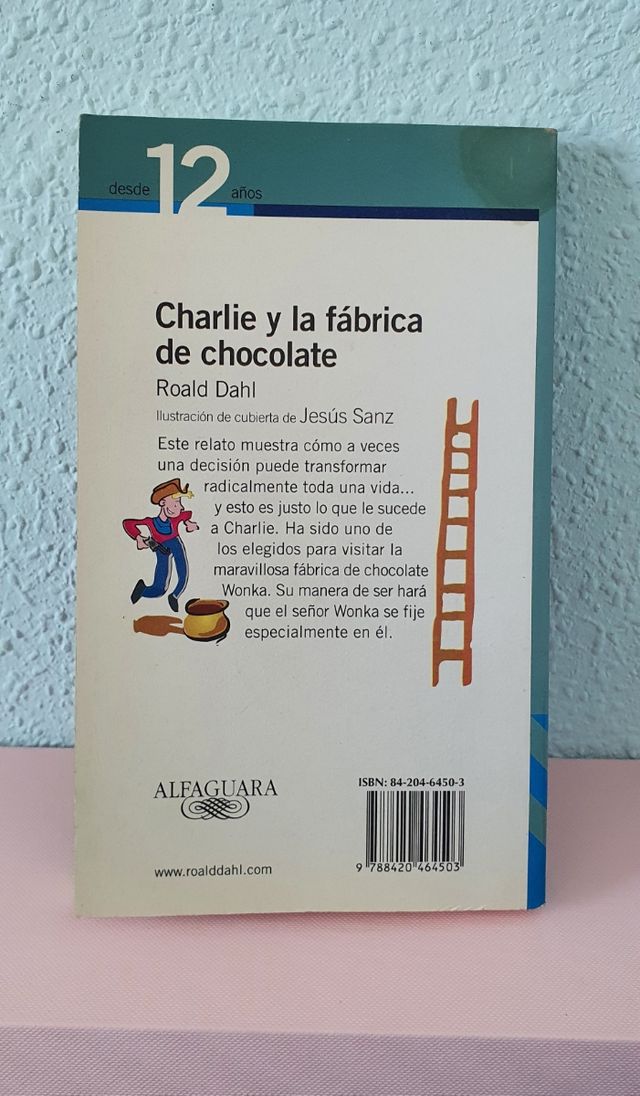 desde 12 años
Charlie y la fábrica
de chocolate
Roald Dahl
Ilustración de cubierta de Jesús Sanz
Este relato muestra cómo a veces
una decisión puede transformar
radicalmente toda una vida...
y esto es justo lo que le sucede
a Charlie. Ha sido uno de
los elegidos para visitar la
maravillosa fábrica de chocolate
Wonka. Su manera de ser hará
que el señor Wonka se fije
especialmente en él.
ALFAGUARA
www.roalddahl.com
ISBN: 84-204-6450-3
9 788420 464503